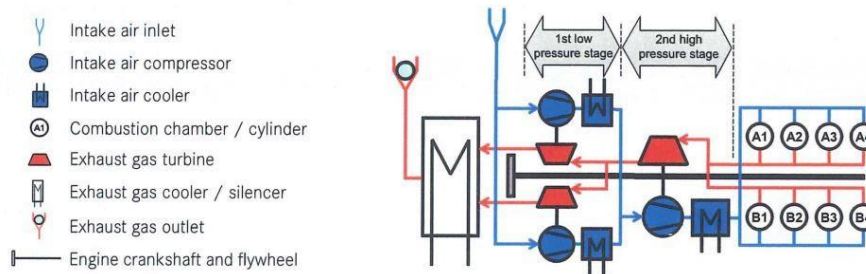 Intake air inlet
Intake air compressor
Intake air cooler
A1 Combustion chamber / cylinder
Exhaust gas turbine
Exhaust gas cooler / silencer
Exhaust gas outlet
Engine crankshaft and flywheel
1st low
pressure stage
2nd high
pressure stage
A1 A2 A3
B1 B2 B3